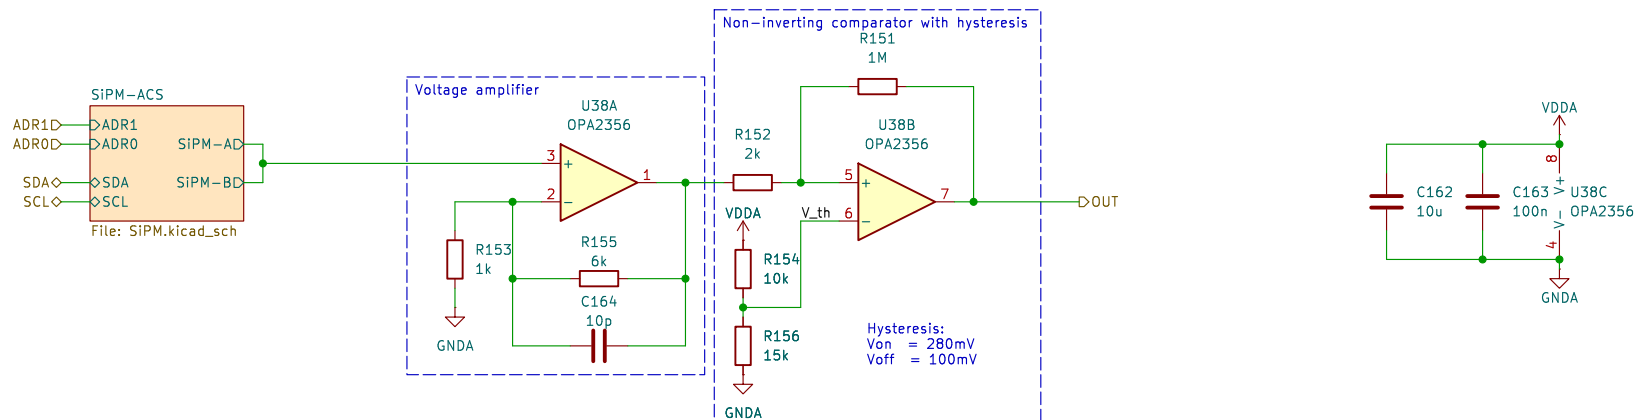 Non-inverting comparator with hysteresis
R151
1M
SiPM-ACS
Voltage amplifier
U38A
OPA2356
VDDA
ADR1
ADR1
SiPM-A
ADR0
ADR0
SiPM-B
SDA
SDA
SCL
SCL
File: SiPM.kicad_sch
3
+
2
-
1
R152
2k
U38B
OPA2356
5
+
6
-
7
OUT
V_th
VDDA
R153
1k
R155
6k
C164
10p
GNDA
R154
10k
R156
15k
GNDA
Hysteresis:
Von = 280mV
Voff = 100mV
C162
10u
C163
100n
8
V+
V-
4
U38C
OPA2356
GNDA